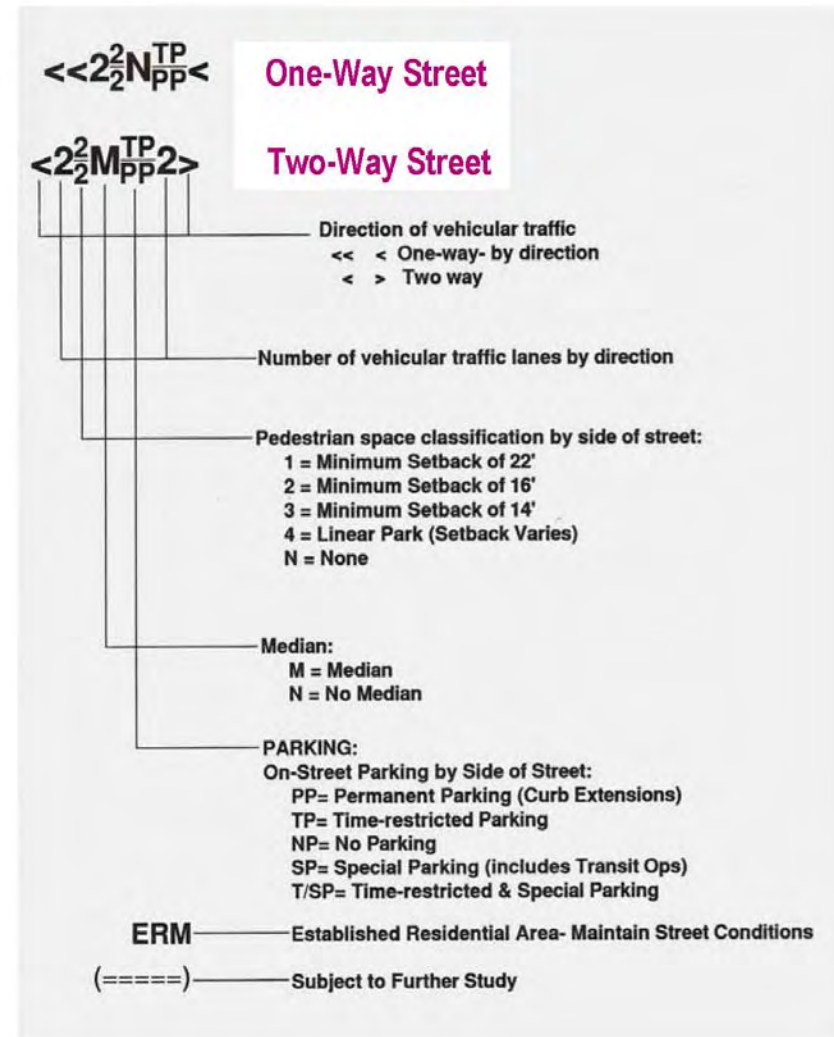 <<2 2/2 N TP/PP < One-Way Street
<2 2/2 M TP/PP 2> Two-Way Street
Direction of vehicular traffic
<< < One-way- by direction
< > Two way
Number of vehicular traffic lanes by direction
Pedestrian space classification by side of street:
1 = Minimum Setback of 22'
2 = Minimum Setback of 16'
3 = Minimum Setback of 14'
4 = Linear Park (Setback Varies)
N = None
Median:
M = Median
N = No Median
PARKING:
On-Street Parking by Side of Street:
PP= Permanent Parking (Curb Extensions)
TP= Time-restricted Parking
NP= No Parking
SP= Special Parking (includes Transit Ops)
T/SP= Time-restricted & Special Parking
ERM Established Residential Area- Maintain Street Conditions
(=====) Subject to Further Study